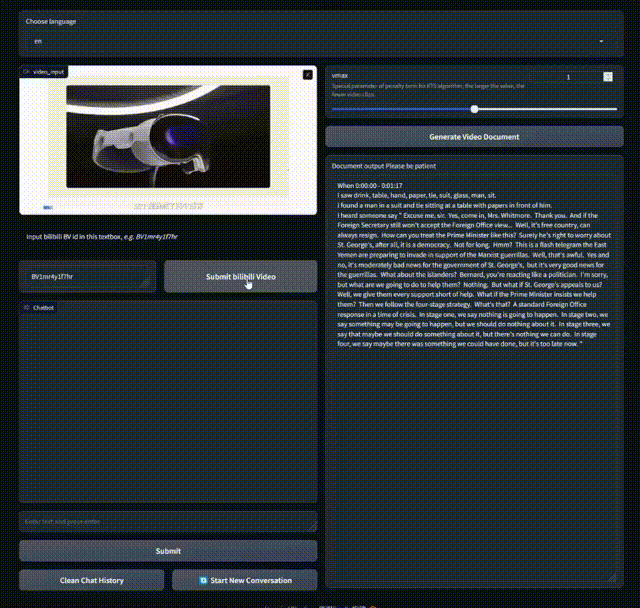 Choose language
en
video_input
Input bilibili BV id in this textbox, e.g. BV1mr4y1f7hr
BV1mr4y1f7hr
Submit bilibili Video
Chatbot
Enter text and press enter
Submit
Clean Chat History
Start New Conversation
vmax
Special parameter of penalty term for KTS algorithm, the larger the value, the
fewer video clips.
1
Generate Video Document
Document output Please be patient
When 0:00:00 - 0:01:17
I saw drink, table, hand, paper, tie, suit, glass, man, sit.
I found a man in a suit and tie sitting at a table with papers in front of him.
I heard someone say " Excuse me, sir. Yes, come in, Mrs. Whitmore. Thank you. And if the
Foreign Secretary still won't accept the Foreign Office view... Well, it's free country, can
always resign. How can you treat the Prime Minister like this? Surely he's right to worry about
St. George's, after all, it is a democracy. Not for long. Hmm? This is a flash telegram the East
Yemen are preparing to invade in support of the Marxist guerrillas. Well, that's awful. Yes and
no, it's moderately bad news for the government of St. George's, but it's very good news for
the guerrillas. What about the islanders? Bernard, you're reacting like a politician. I'm sorry,
but what are we going to do to help them? Nothing. But what if St. George's appeals to us?
Well, we give them every support short of help. What if the Prime Minister insists we help
them? Then we follow the four-stage strategy. What's that? A standard Foreign Office
response in a time of crisis. In stage one, we say nothing is going to happen. In stage two, we
say something may be going to happen, but we should do nothing about it. In stage three, we
say that maybe we should do something about it, but there's nothing we can do. In stage
four, we say maybe there was something we could have done, but it's too late now. "